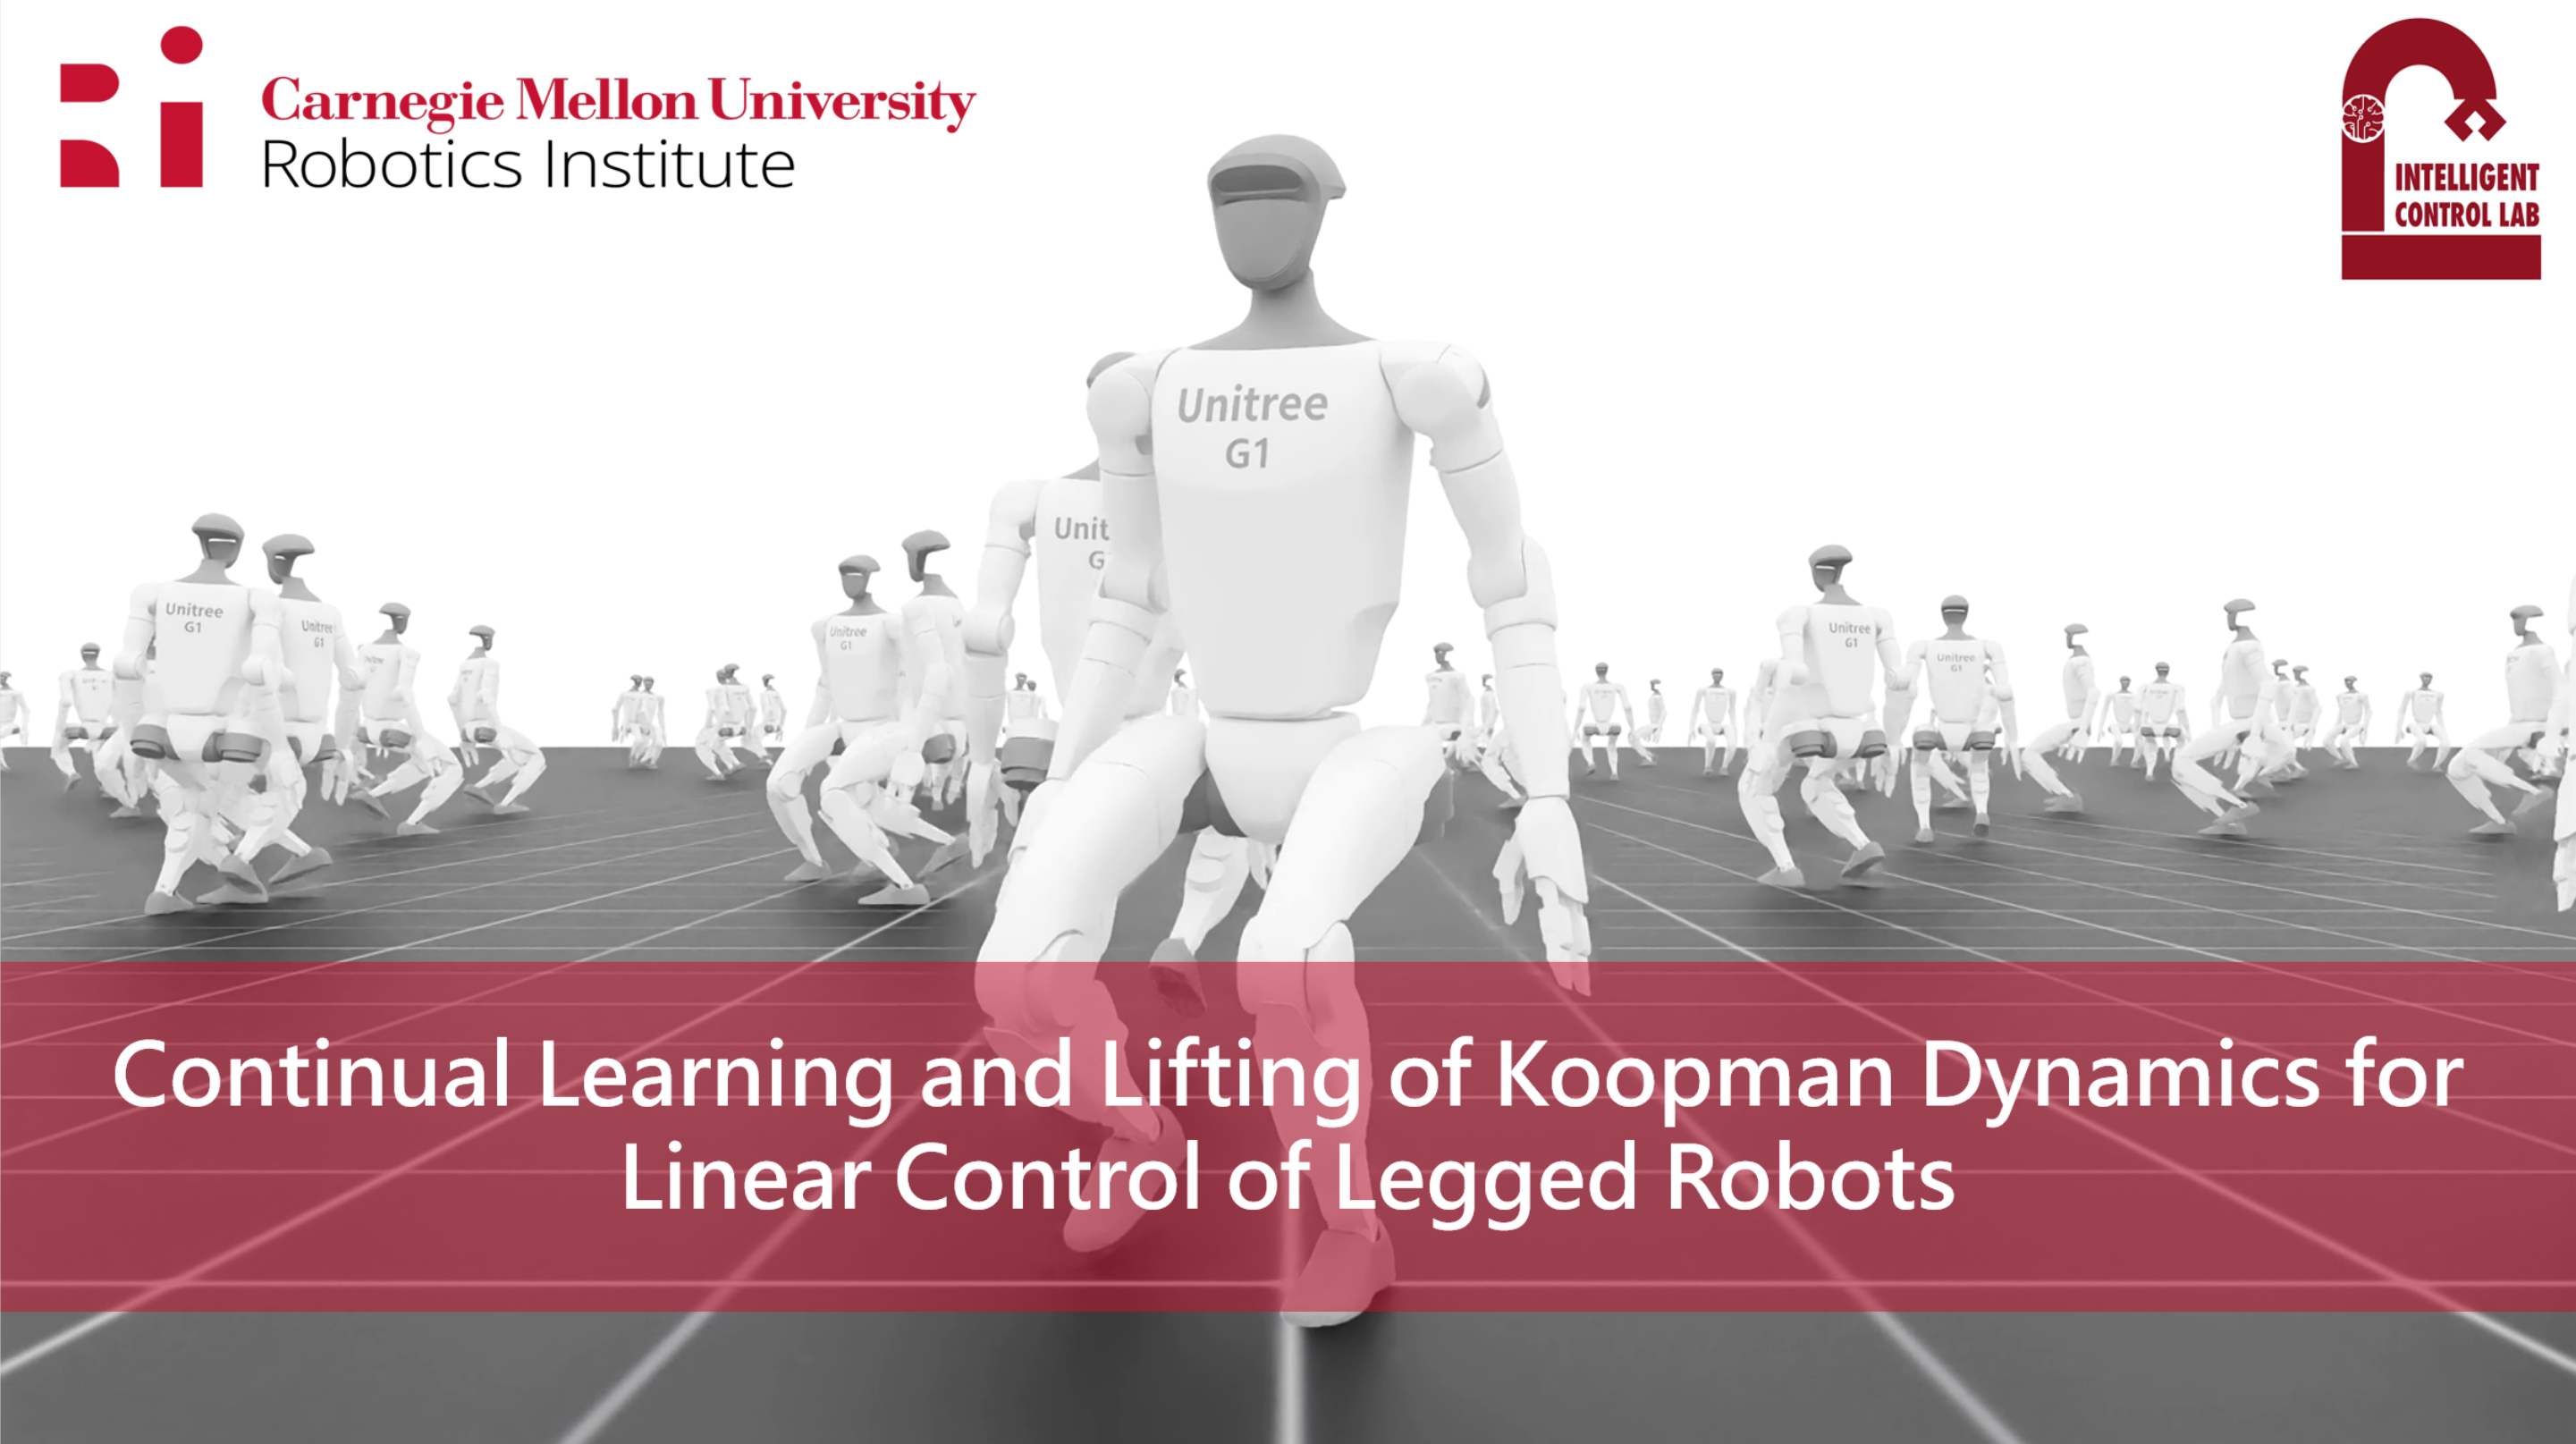 Carnegie Mellon University
Robotics Institute
INTELLIGENT
CONTROL LAB
Unitree
G1
Unit
G
Unitree
G1
Unitree
G1
Unitree
G1
Unitree
G1
Unitree
G1
Continual Learning and Lifting of Koopman Dynamics for
Linear Control of Legged Robots